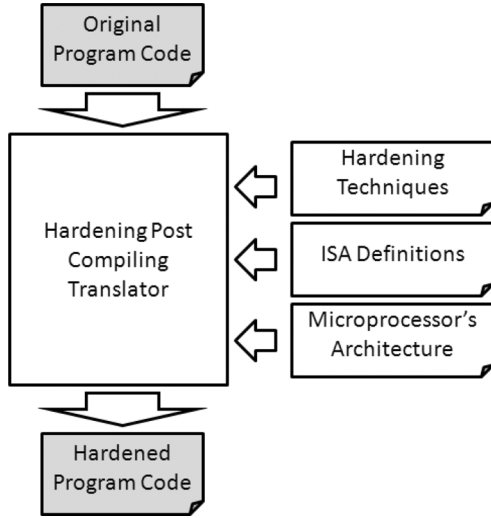 Original
Program Code
Hardening Post
Compiling
Translator
Hardening
Techniques
ISA Definitions
Microprocessor's
Architecture
Hardened
Program Code